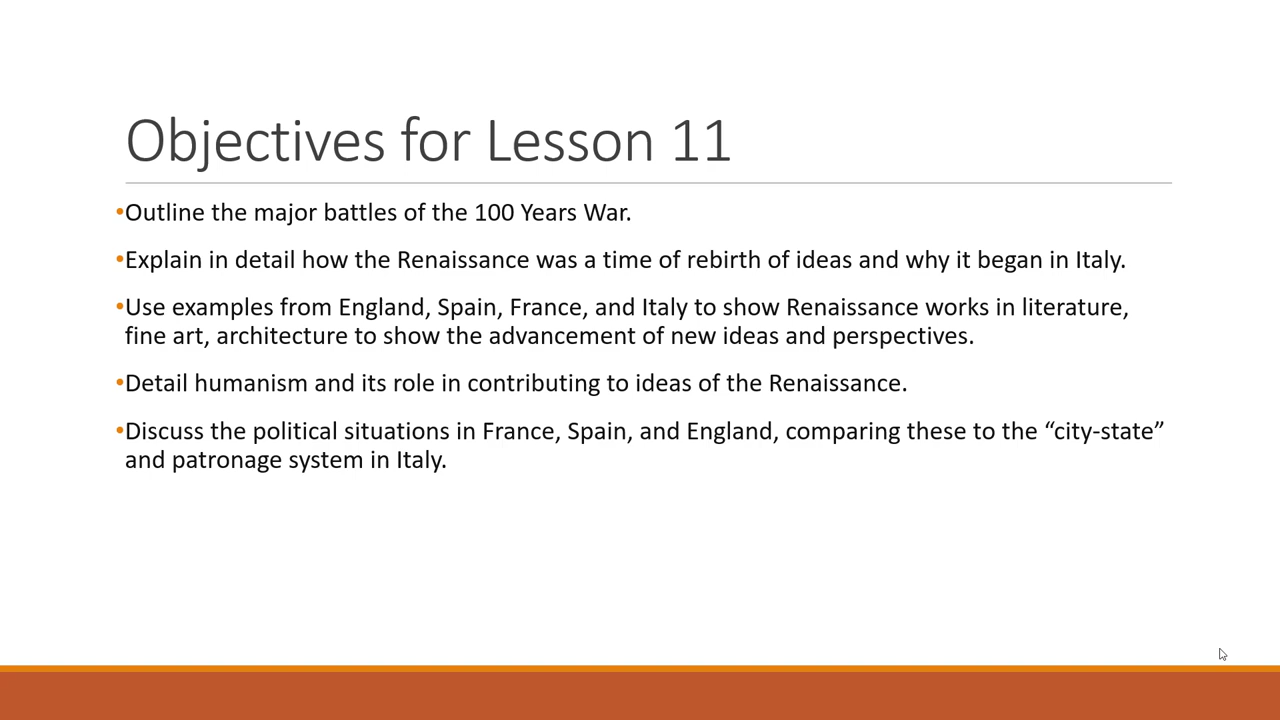 Objectives for Lesson 11
•Outline the major battles of the 100 Years War.
•Explain in detail how the Renaissance was a time of rebirth of ideas and why it began in Italy.
•Use examples from England, Spain, France, and Italy to show Renaissance works in literature,
fine art, architecture to show the advancement of new ideas and perspectives.
•Detail humanism and its role in contributing to ideas of the Renaissance.
•Discuss the political situations in France, Spain, and England, comparing these to the “city-state”
and patronage system in Italy.